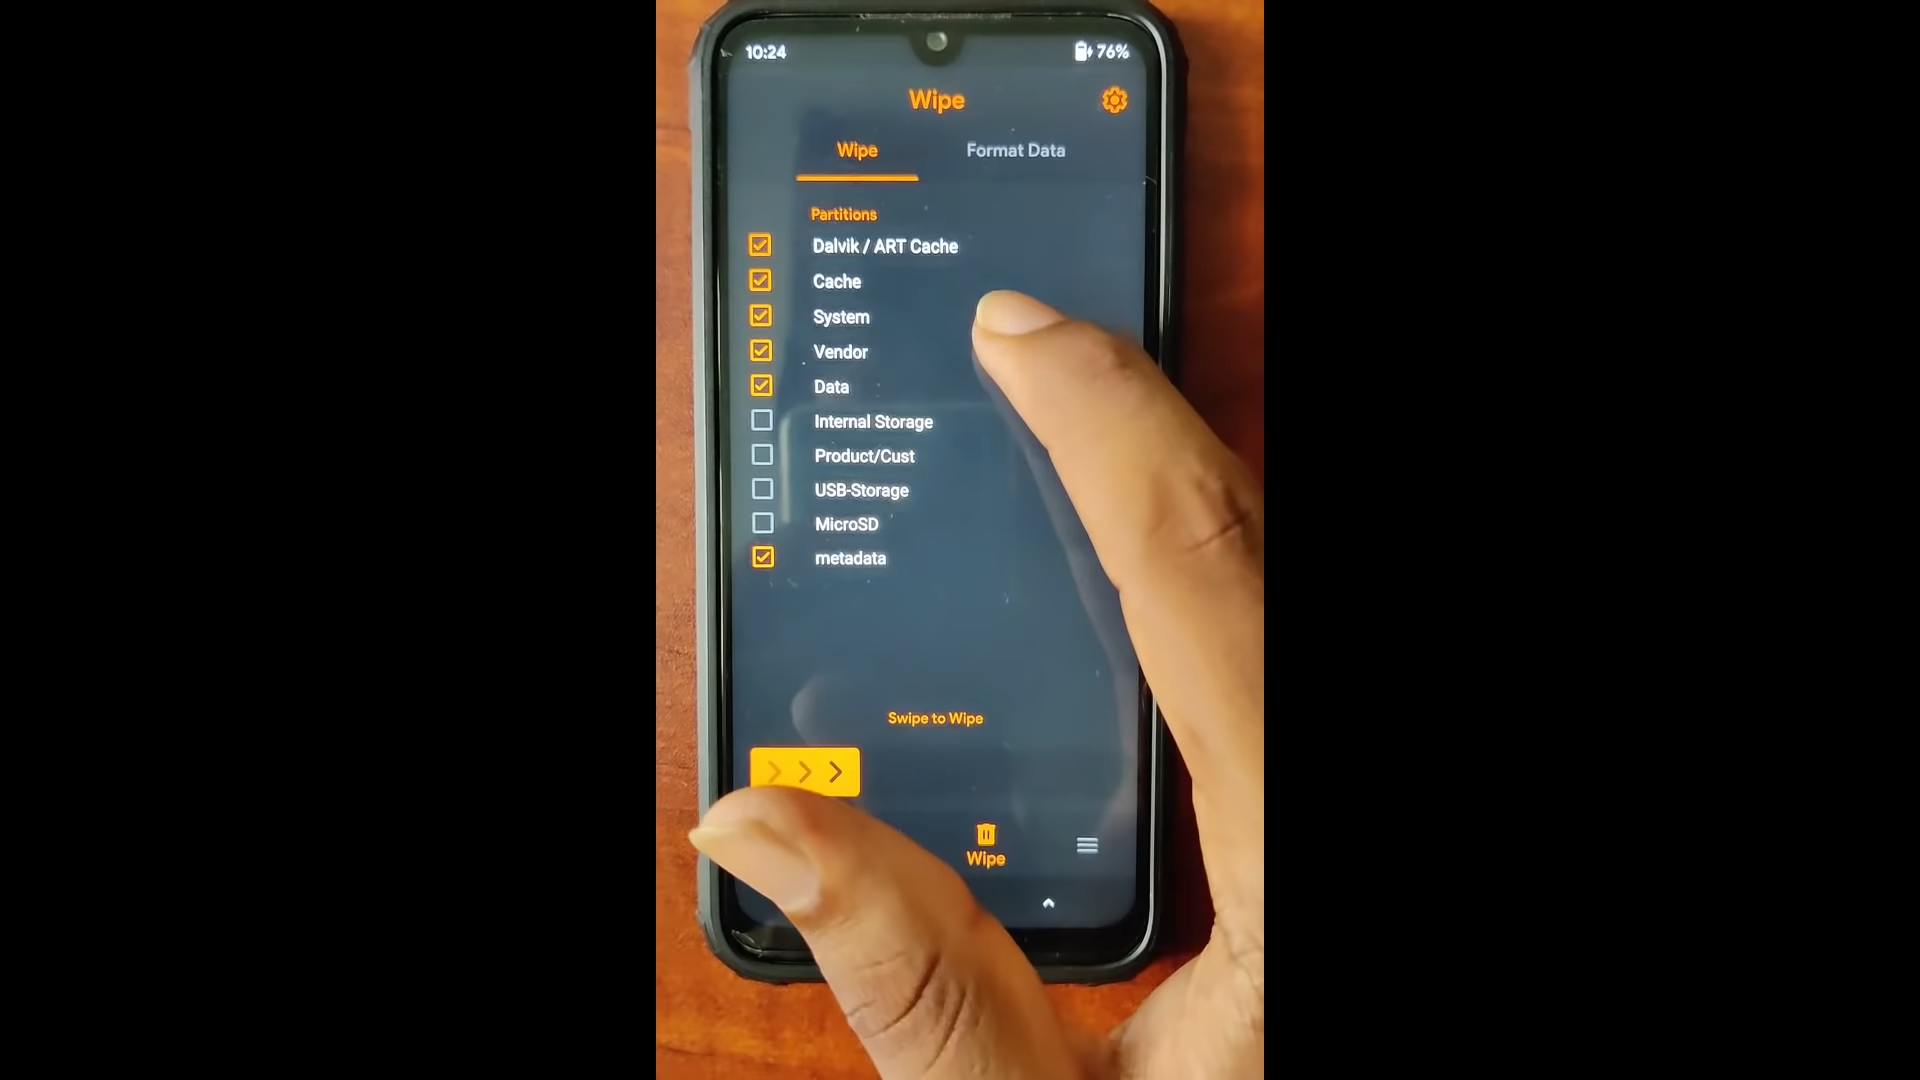 10:24
76%
Wipe
Wipe
Format Data
Partitions
Dalvik / ART Cache
Cache
System
Vendor
Data
Internal Storage
Product/Cust
USB-Storage
MicroSD
metadata
Swipe to Wipe
Wipe